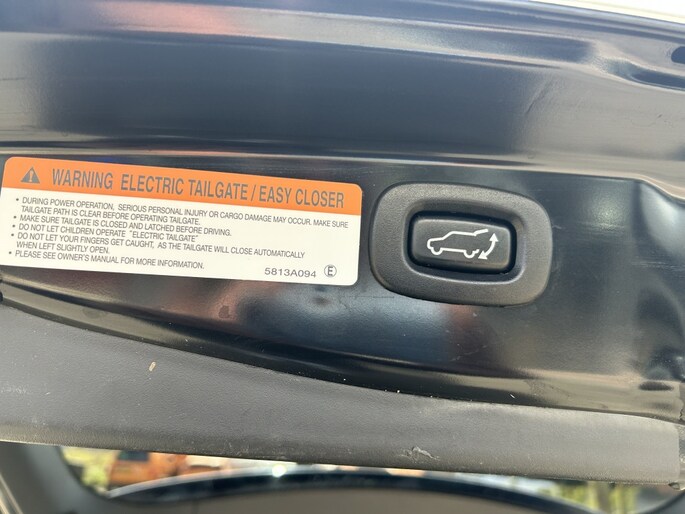 WARNING ELECTRIC TAILGATE / EASY CLOSER
• DURING POWER OPERATION, SERIOUS PERSONAL INJURY OR CARGO DAMAGE MAY OCCUR. MAKE SURE
TAILGATE PATH IS CLEAR BEFORE OPERATING TAILGATE.
• MAKE SURE TAILGATE IS CLOSED AND LATCHED BEFORE DRIVING.
• DO NOT LET CHILDREN OPERATE "ELECTRIC TAILGATE"
• DO NOT LET YOUR FINGERS GET CAUGHT, AS THE TAILGATE WILL CLOSE AUTOMATICALLY
WHEN LEFT SLIGHTLY OPEN.
• PLEASE SEE OWNER'S MANUAL FOR MORE INFORMATION.
5813A094 Ⓔ